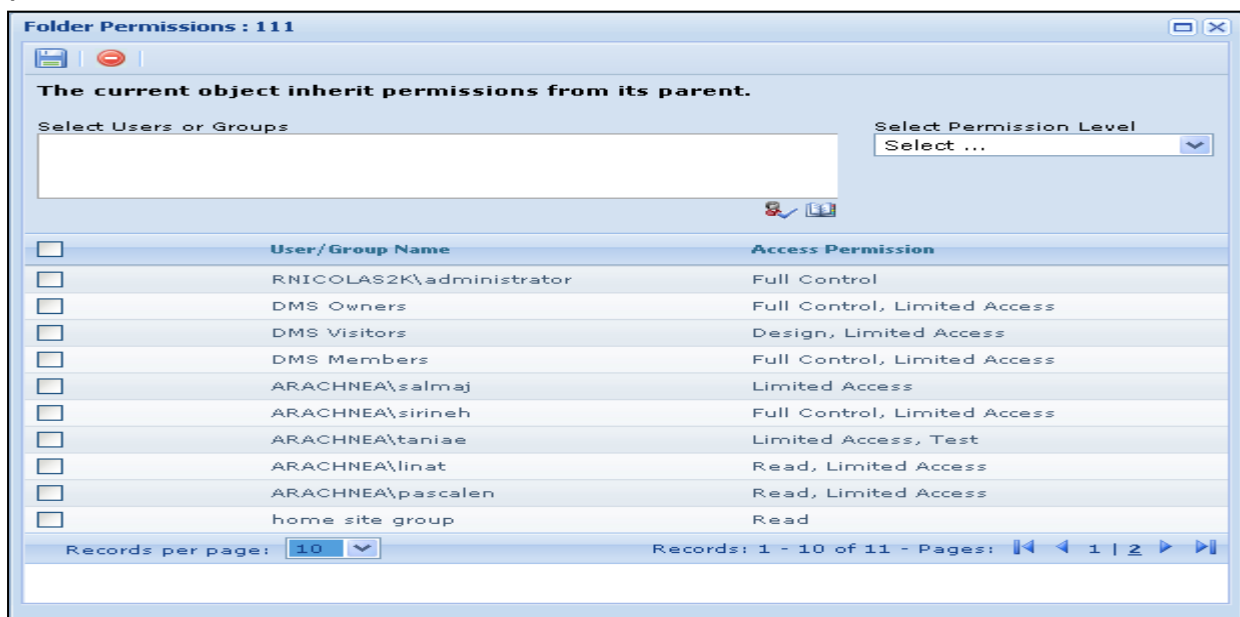 Folder Permissions : 111
The current object inherit permissions from its parent.
Select Users or Groups
Select Permission Level
Select ...
User/Group Name Access Permission
RNICOLAS2K\administrator Full Control
DMS Owners Full Control, Limited Access
DMS Visitors Design, Limited Access
DMS Members Full Control, Limited Access
ARACHNEA\salmaj Limited Access
ARACHNEA\sirineh Full Control, Limited Access
ARACHNEA\taniae Limited Access, Test
ARACHNEA\linat Read, Limited Access
ARACHNEA\pascalen Read, Limited Access
home site group Read
Records per page: 10 Records: 1 - 10 of 11 - Pages: 1 | 2